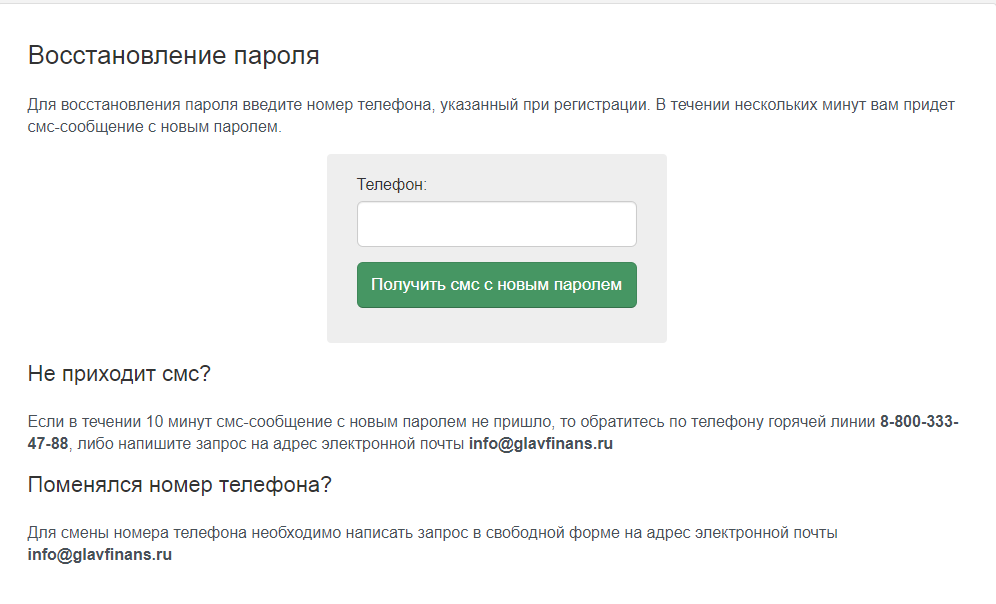 Восстановление пароля
Для восстановления пароля введите номер телефона, указанный при регистрации. В течении нескольких минут вам придет
смс-сообщение с новым паролем.
Телефон:
Получить смс с новым паролем
Не приходит смс?
Если в течении 10 минут смс-сообщение с новым паролем не пришло, то обратитесь по телефону горячей линии 8-800-333-
47-88, либо напишите запрос на адрес электронной почты info@glavfinans.ru
Поменялся номер телефона?
Для смены номера телефона необходимо написать запрос в свободной форме на адрес электронной почты
info@glavfinans.ru